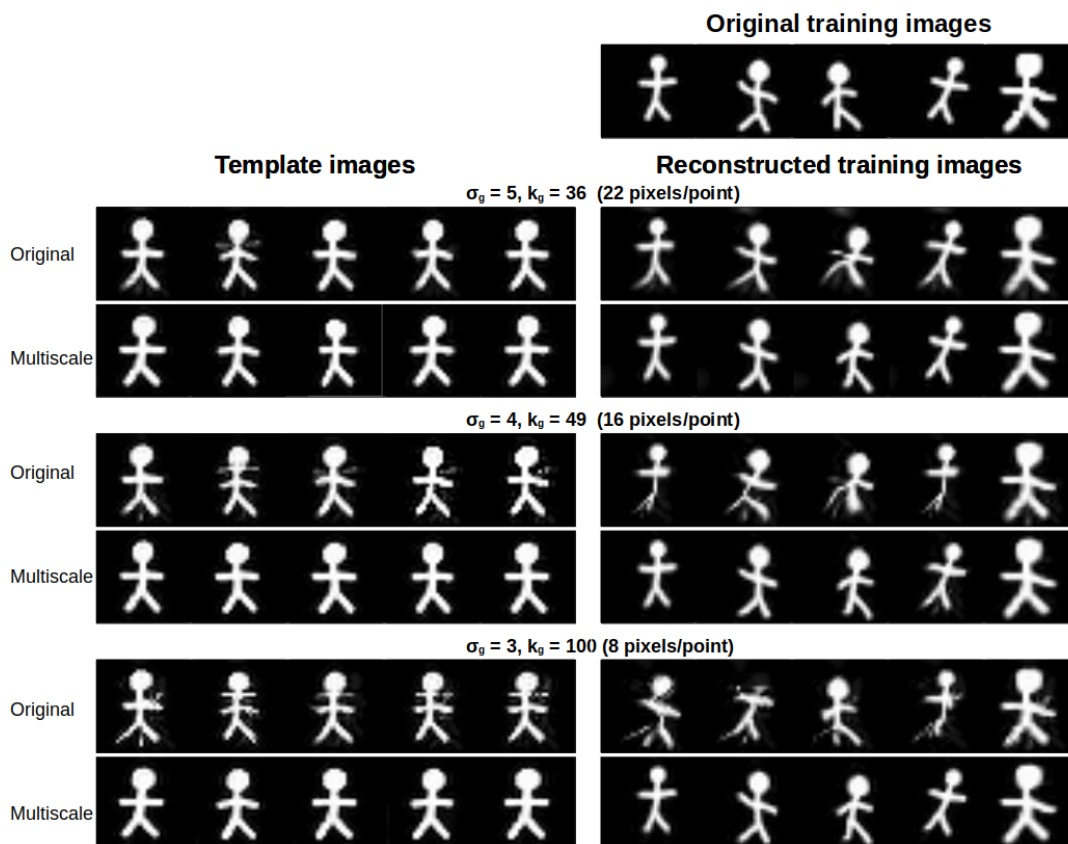 Original training images
Template images
Reconstructed training images
σg = 5, kg = 36 (22 pixels/point)
Original
Multiscale
σg = 4, kg = 49 (16 pixels/point)
Original
Multiscale
σg = 3, kg = 100 (8 pixels/point)
Original
Multiscale